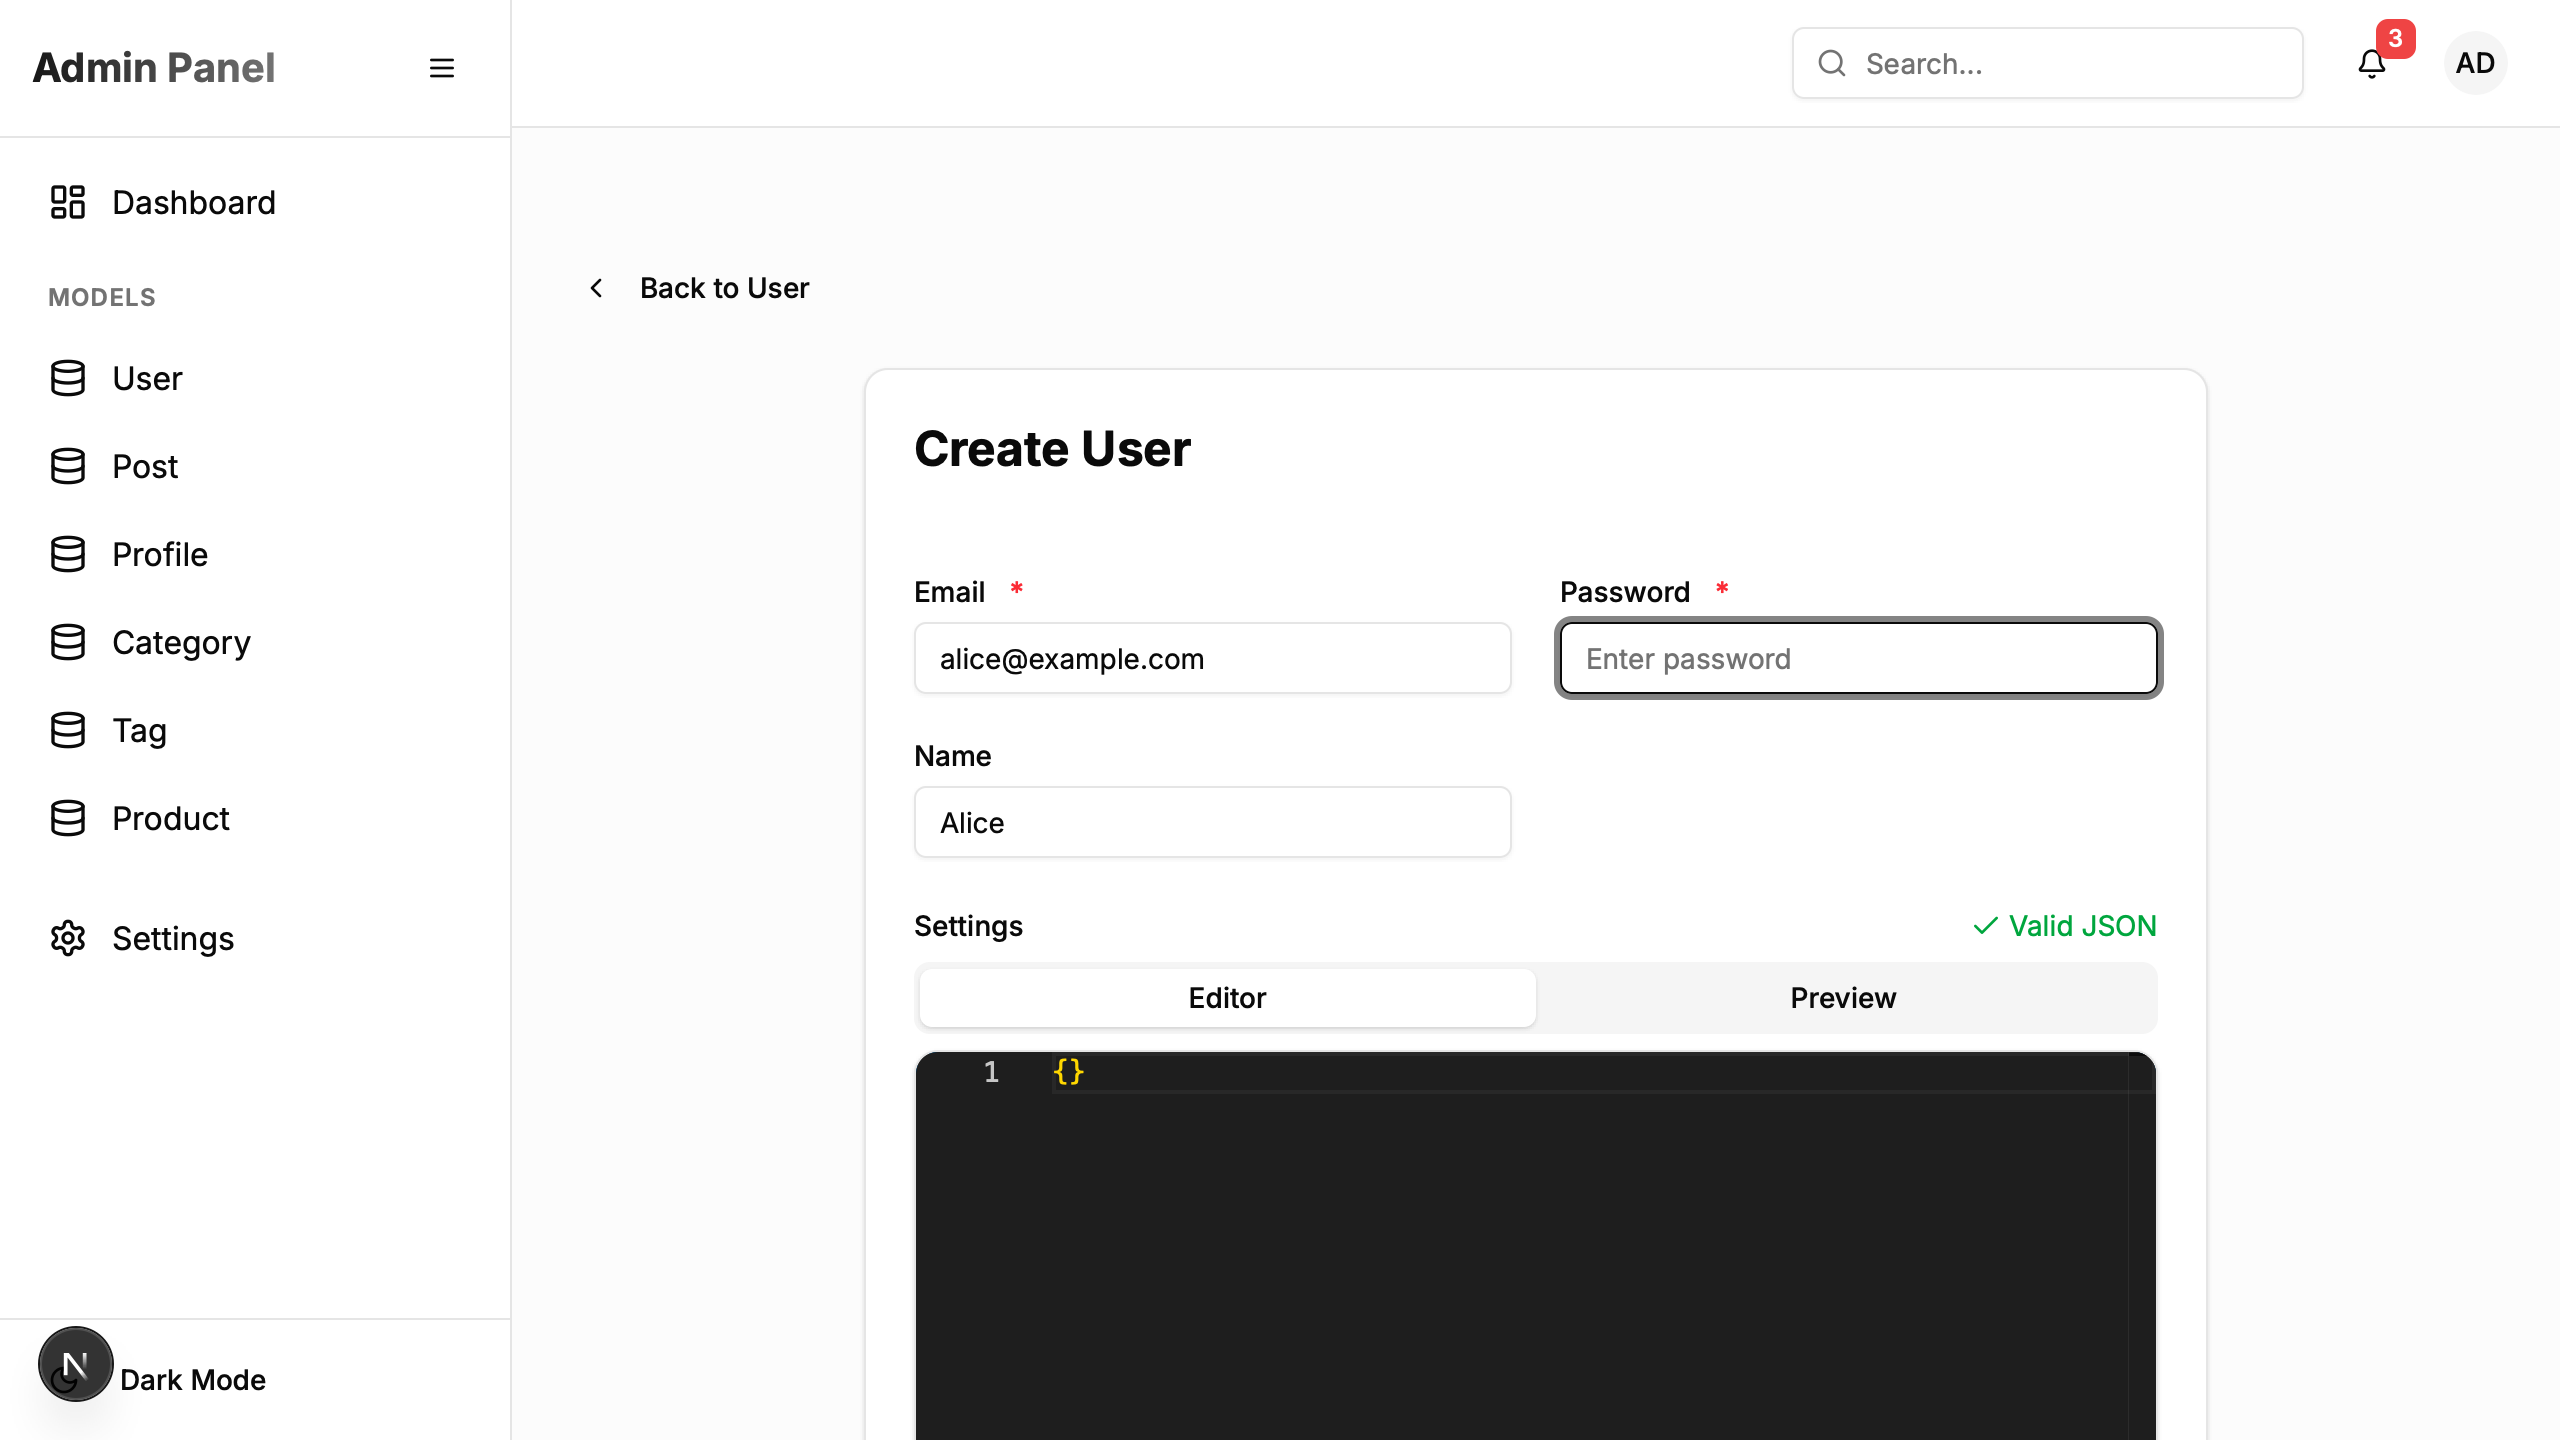 Admin Panel
Search...
3
AD
Dashboard
MODELS
User
Post
Profile
Category
Tag
Product
Settings
N
Dark Mode
Back to User
Create User
Email *
alice@example.com
Password *
Enter password
Name
Alice
Settings
Valid JSON
Editor
Preview
1 {}